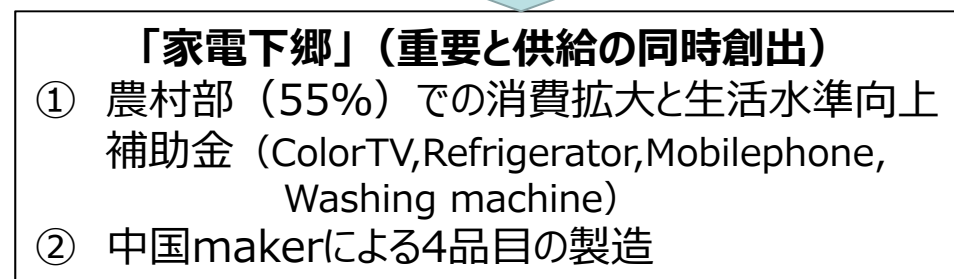 「家電下郷」（重要と供給の同時創出）
① 農村部（55%）での消費拡大と生活水準向上
補助金（ColorTV,Refrigerator,Mobilephone,
Washing machine）
② 中国makerによる4品目の製造